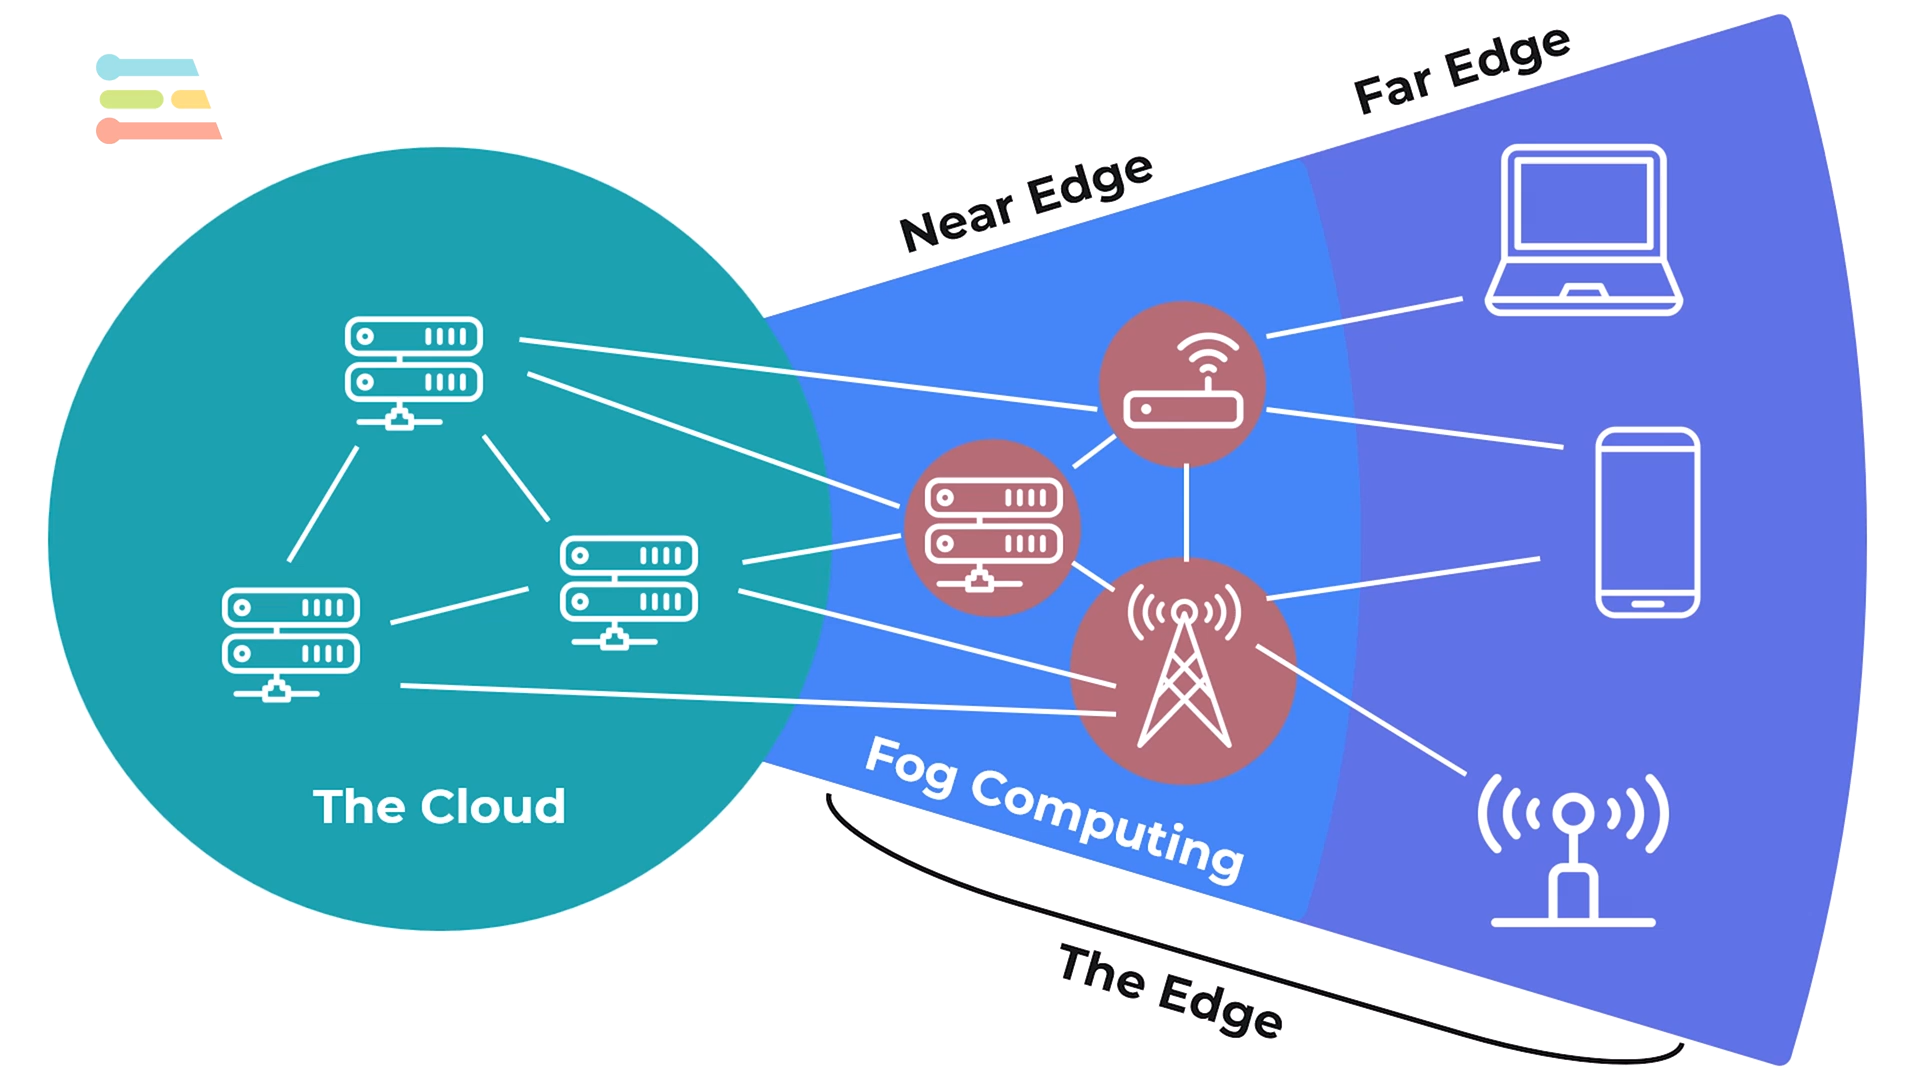 Far Edge
Near Edge
The Cloud
Fog Computing
The Edge